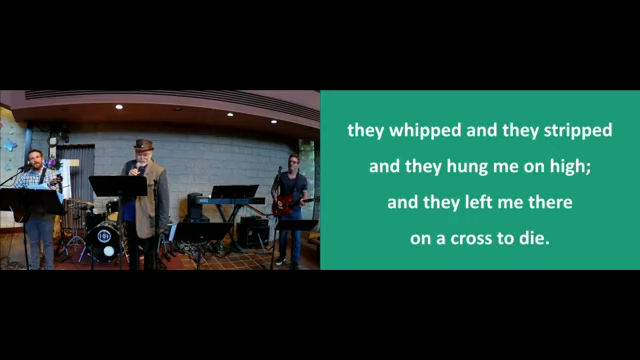 they whipped and they stripped
and they hung me on high;
and they left me there
on a cross to die.